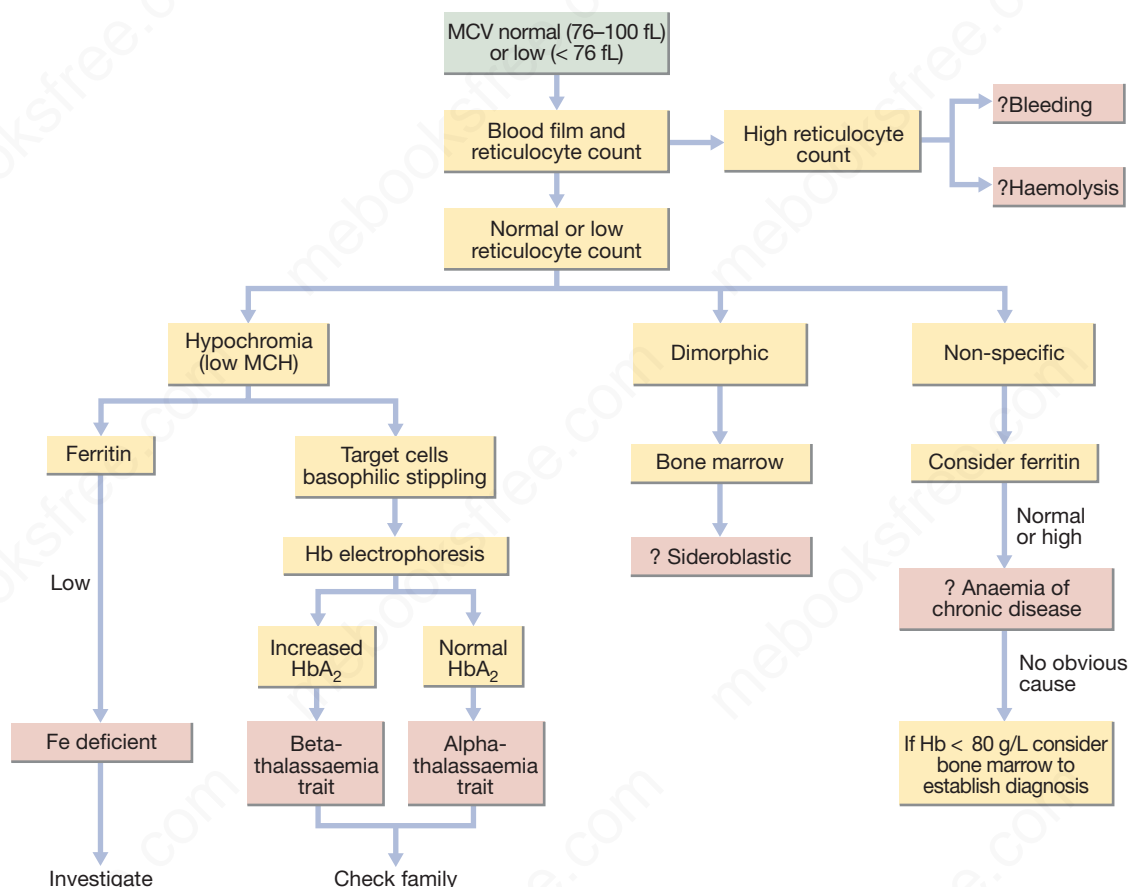 MCV normal (76–100 fL)
or low (< 76 fL)
Blood film and
reticulocyte count
High reticulocyte
count
?Bleeding
?Haemolysis
Normal or low
reticulocyte count
Hypochromia
(low MCH)
Dimorphic
Non-specific
Ferritin
Target cells
basophilic stippling
Bone marrow
Consider ferritin
Normal
or high
Hb electrophoresis
? Sideroblastic
Low
? Anaemia of
chronic disease
Increased
HbA₂
Normal
HbA₂
No obvious
cause
Fe deficient
Beta-
thalassaemia
trait
Alpha-
thalassaemia
trait
If Hb < 80 g/L consider
bone marrow to
establish diagnosis
Investigate
Check family
mebooksfree.com